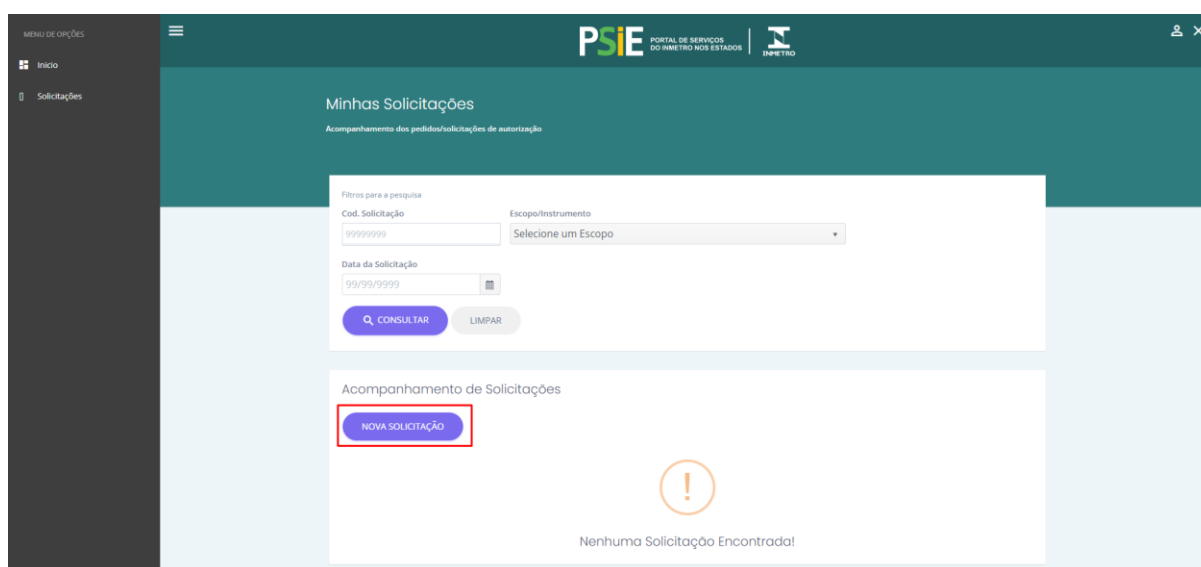 MENU DE OPÇÕES
Inicio
Solicitações
PSiE PORTAL DE SERVIÇOS
DO INMETRO NOS ESTADOS
INMETRO
Minhas Solicitações
Acompanhamento dos pedidos/solicitações de autorização
Filtros para a pesquisa
Cod. Solicitação Escopo/Instrumento
99999999 Selecione um Escopo
Data da Solicitação
99/99/9999
CONSULTAR LIMPAR
Acompanhamento de Solicitações
NOVA SOLICITAÇÃO
!
Nenhuma Solicitação Encontrada!